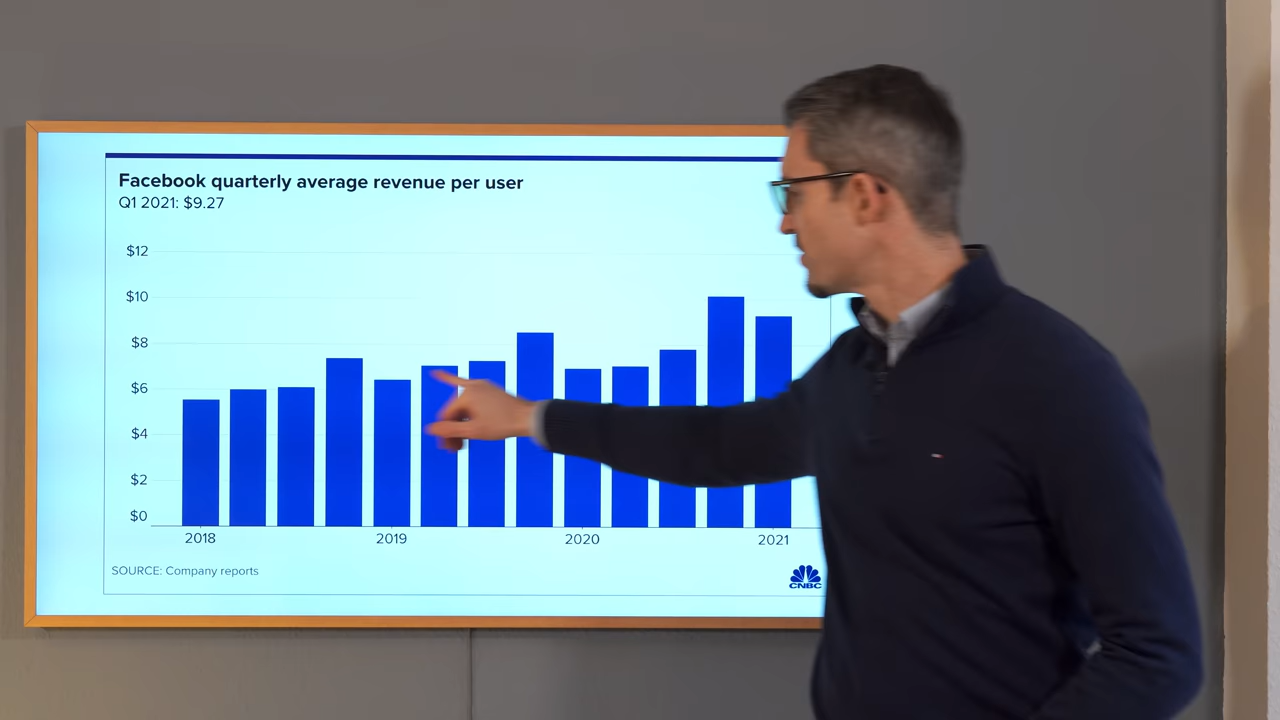 Facebook quarterly average revenue per user
Q1 2021: $9.27
$12
$10
$8
$6
$4
$2
$0
2018 2019 2020 2021
SOURCE: Company reports
CNBC